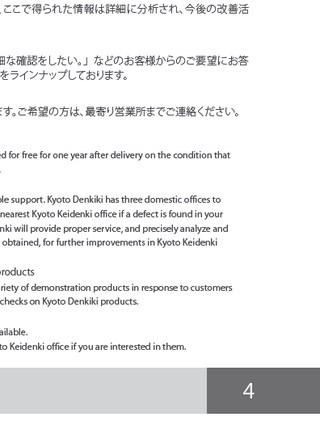 、ここで得られた情報は詳細に分析され、今後の改善活
細な確認をしたい。」などのお客様からのご要望にお答
をラインナップしております。
ます。ご希望の方は、最寄り営業所までご連絡ください。
ed for free for one year after delivery on the condition that
ble support. Kyoto Denkiki has three domestic offices to
nearest Kyoto Keidenki office if a defect is found in your
nki will provide proper service, and precisely analyze and
obtained, for further improvements in Kyoto Keidenki
products
riety of demonstration products in response to customers
checks on Kyoto Denkiki products.
ailable.
to Keidenki office if you are interested in them.
4